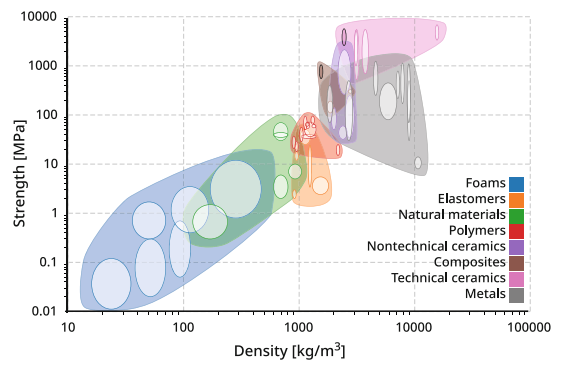 10000
1000
100
10
1
0.1
0.01
Strength [MPa]
Foams
Elastomers
Natural materials
Polymers
Nontechnical ceramics
Composites
Technical ceramics
Metals
10 100 1000 10000 100000
Density [kg/m³]